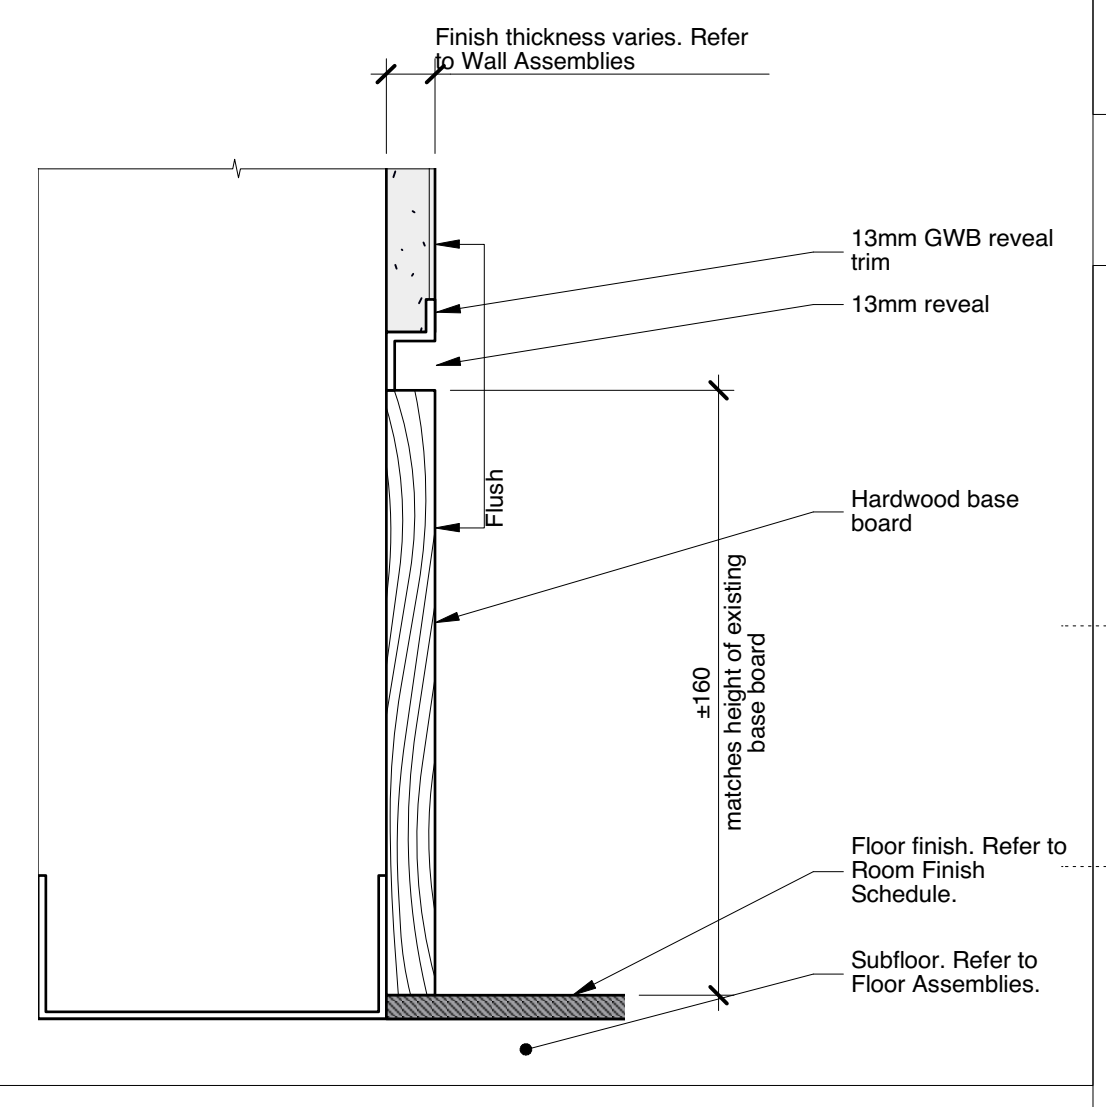 Finish thickness varies. Refer
to Wall Assemblies
13mm GWB reveal
trim
13mm reveal
Flush
Hardwood base
board
±160
matches height of existing
base board
Floor finish. Refer to
Room Finish
Schedule.
Subfloor. Refer to
Floor Assemblies.